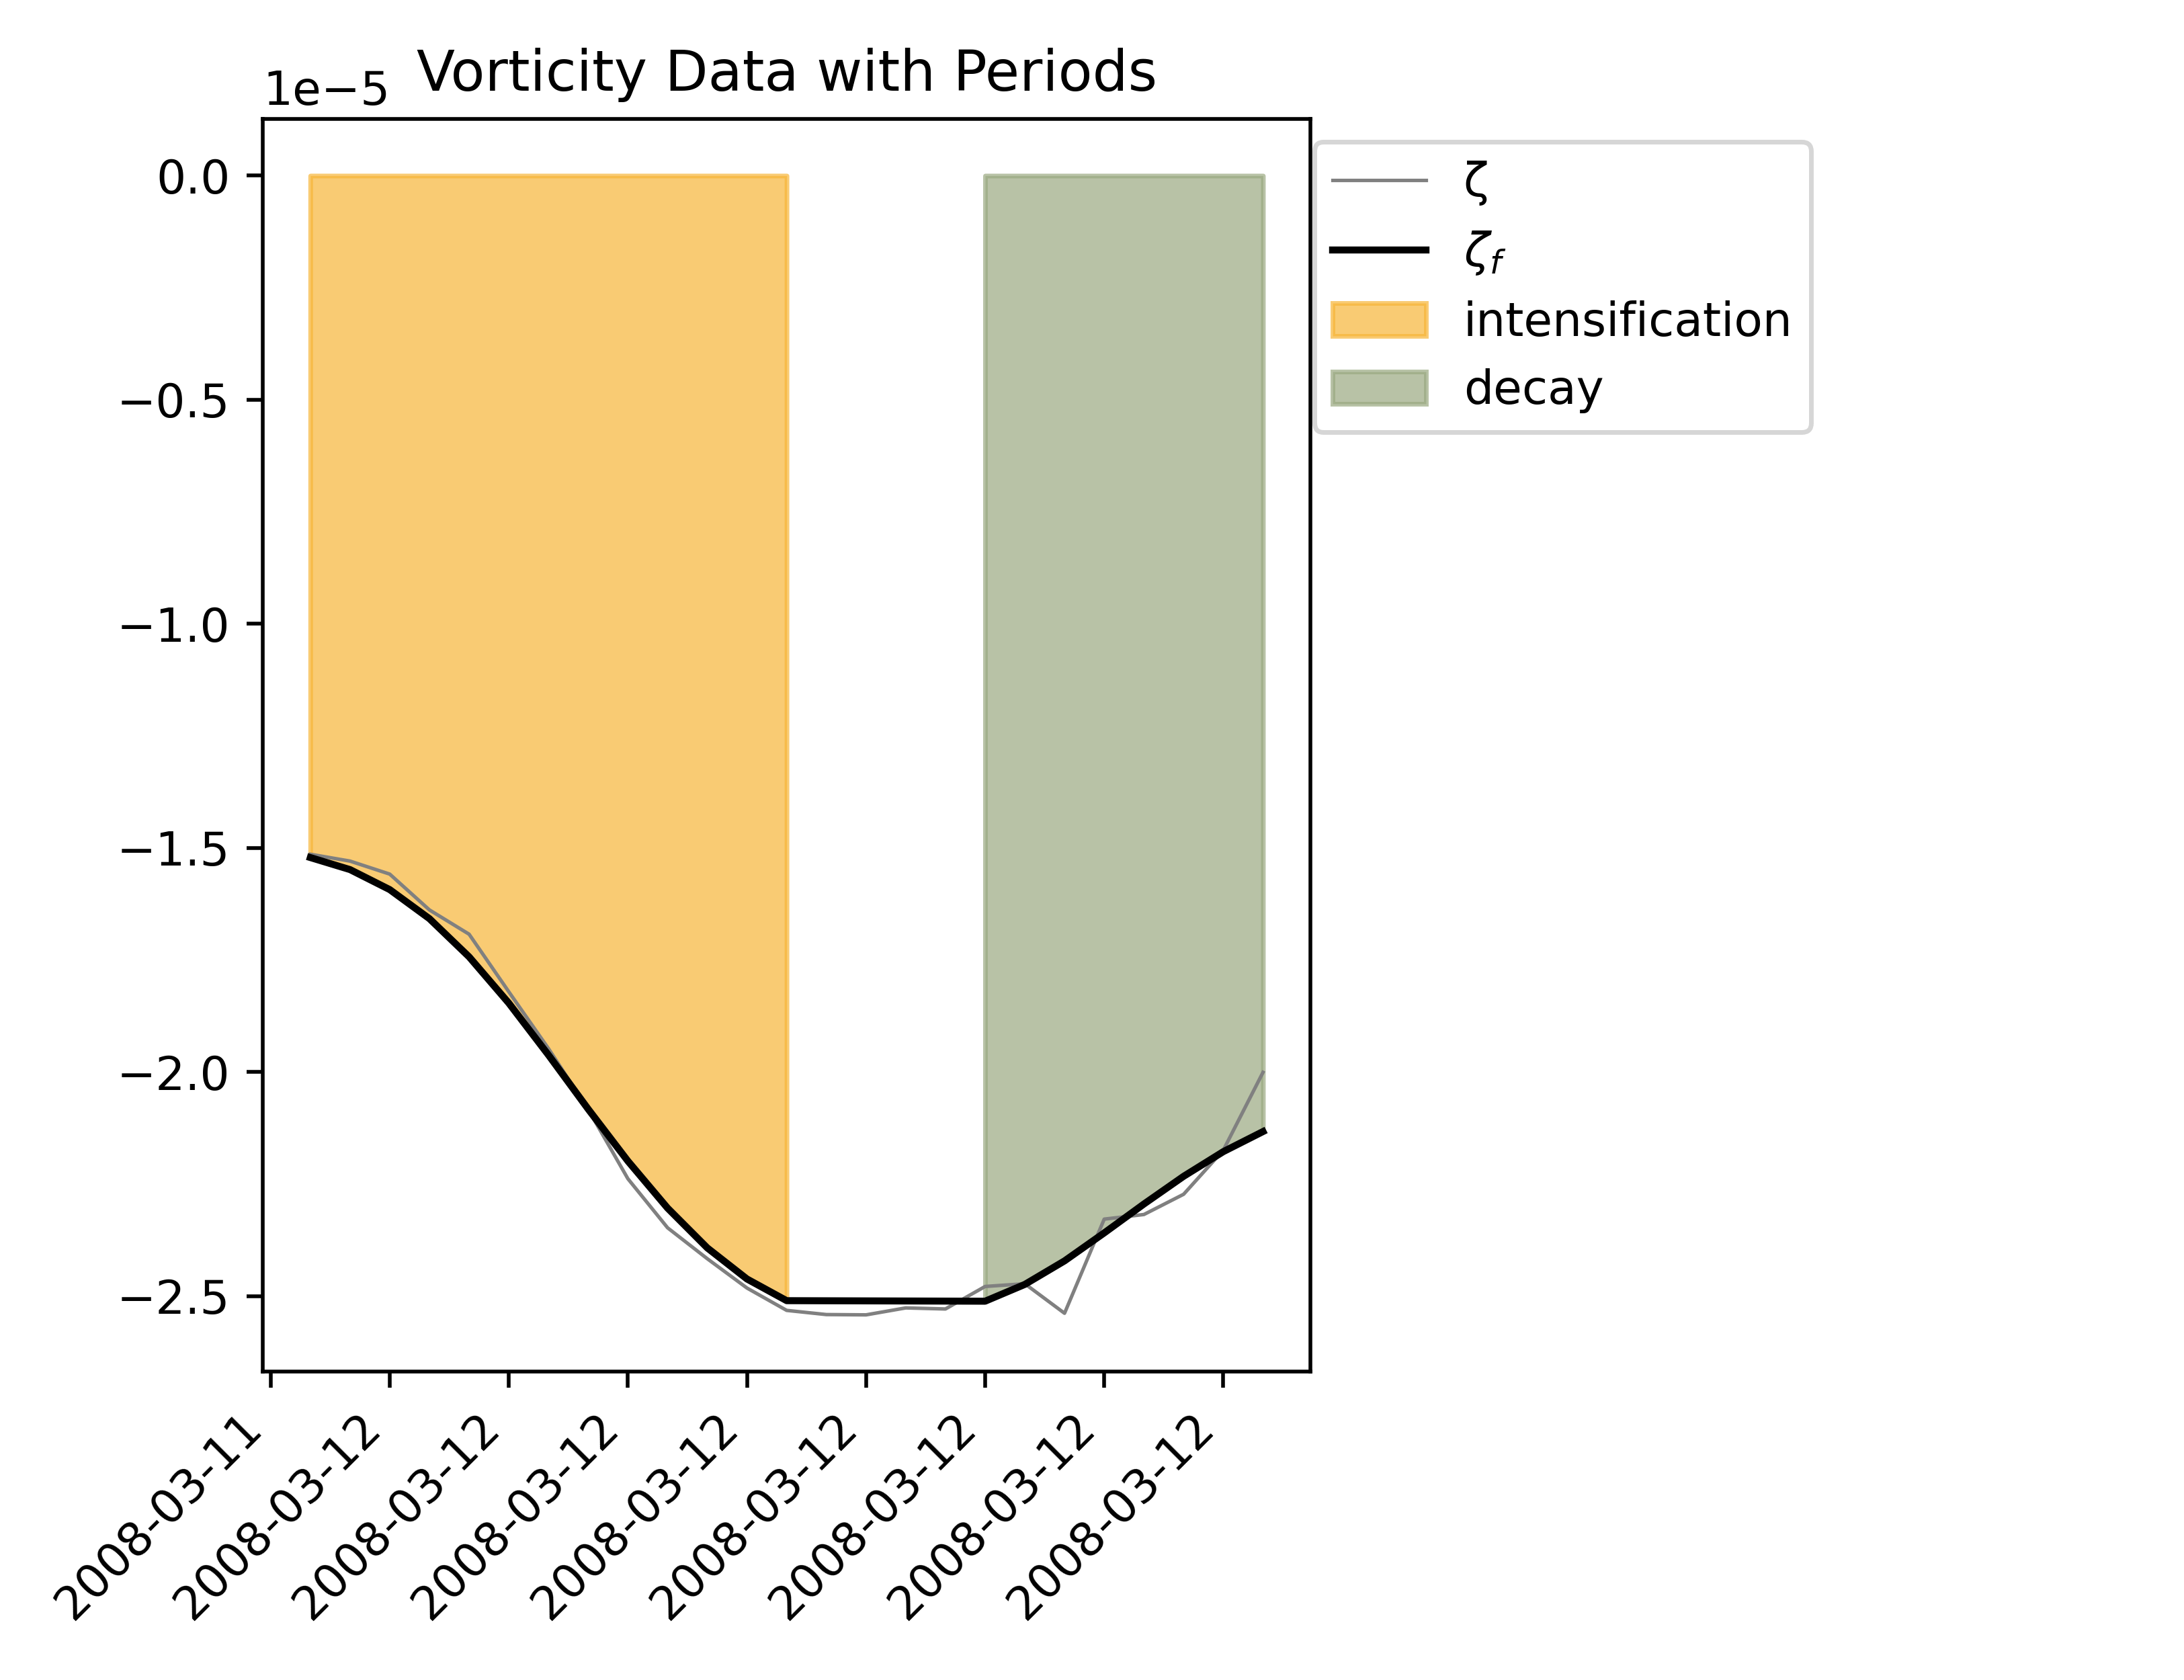 Vorticity Data with Periods
1e−5
0.0
−0.5
−1.0
−1.5
−2.0
−2.5
2008-03-11
2008-03-12
2008-03-12
2008-03-12
2008-03-12
2008-03-12
2008-03-12
2008-03-12
2008-03-12
ζ
ζf
intensification
decay